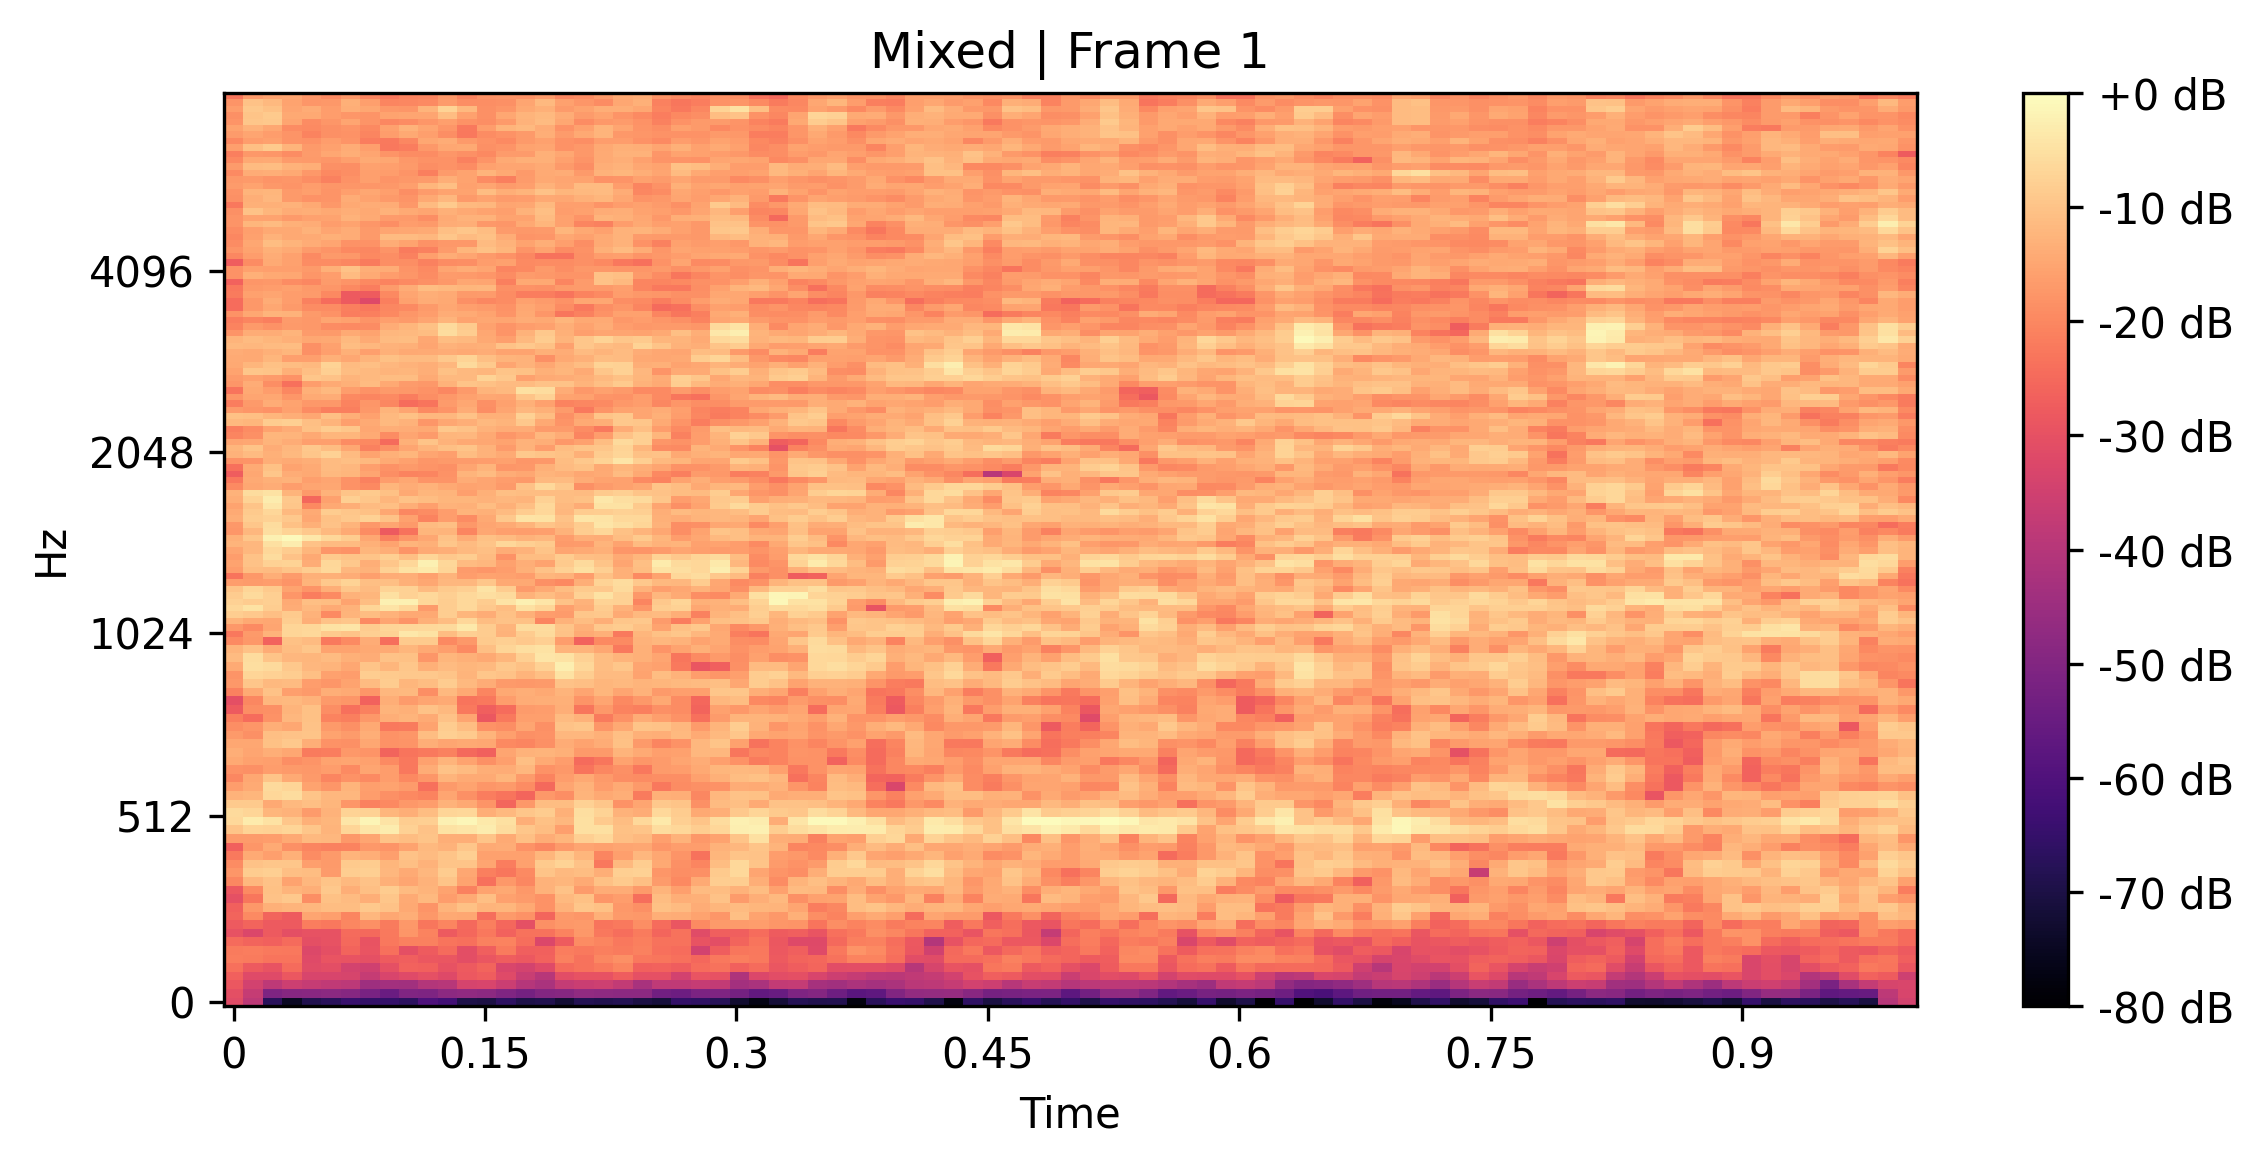 Mixed | Frame 1
+0 dB
-10 dB
-20 dB
-30 dB
-40 dB
-50 dB
-60 dB
-70 dB
-80 dB
Hz
4096
2048
1024
512
0
0 0.15 0.3 0.45 0.6 0.75 0.9
Time